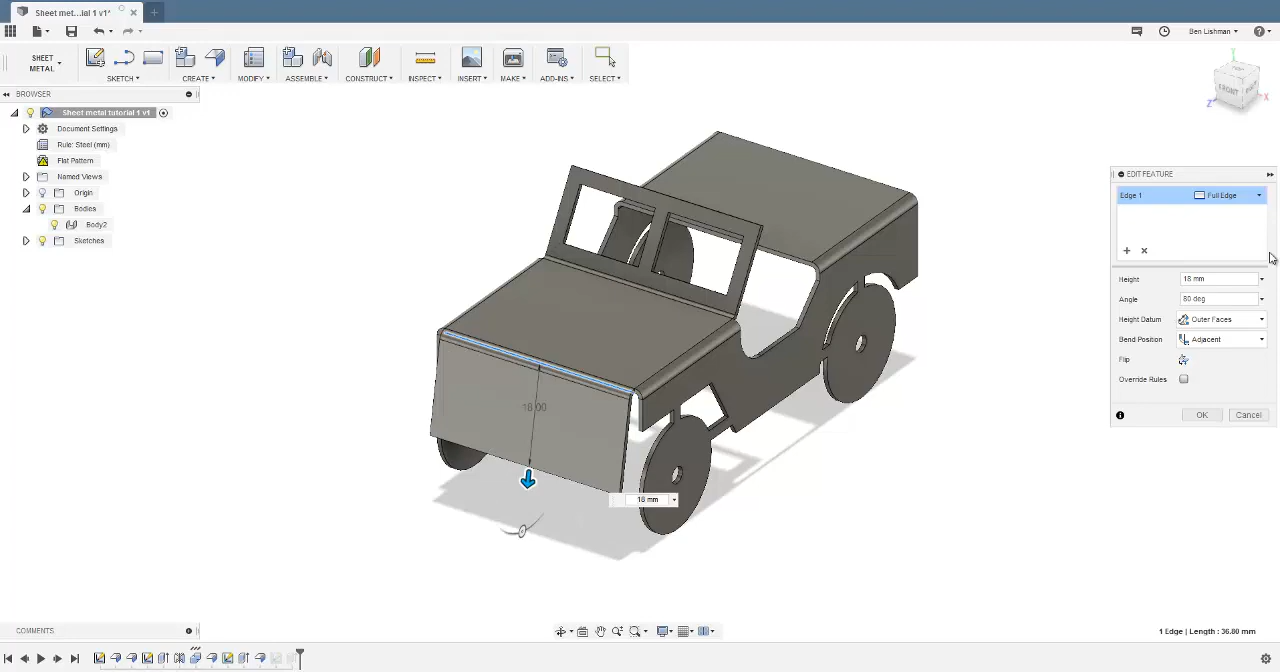 Sheet met...ial 1 v1*
Ben Lishman
SHEET METAL
SKETCH
CREATE
MODIFY
ASSEMBLE
CONSTRUCT
INSPECT
INSERT
MAKE
ADD-INS
SELECT
BROWSER
Sheet metal tutorial 1 v1
Document Settings
Rule: Steel (mm)
Flat Pattern
Named Views
Origin
Bodies
Body2
Sketches
Y
FRONT
X
Z
EDIT FEATURE
Edge 1 Full Edge
Height 18 mm
Angle 80 deg
Height Datum Outer Faces
Bend Position Adjacent
Flip
Override Rules
OK Cancel
18.00
18 mm
COMMENTS
1 Edge | Length : 36.80 mm